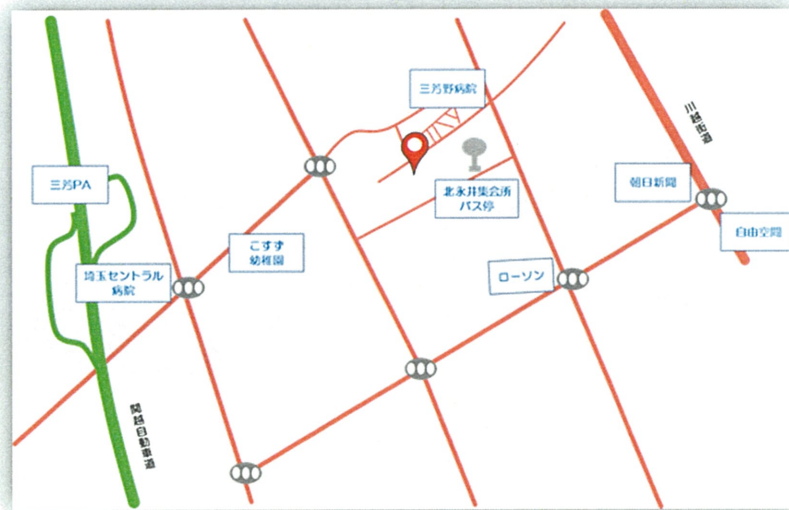 三芳野病院
川越街道
三芳PA
北永井集会所
バス停
朝日新聞
自由空間
こすず
幼稚園
埼玉セントラル
病院
ローソン
関越自動車道